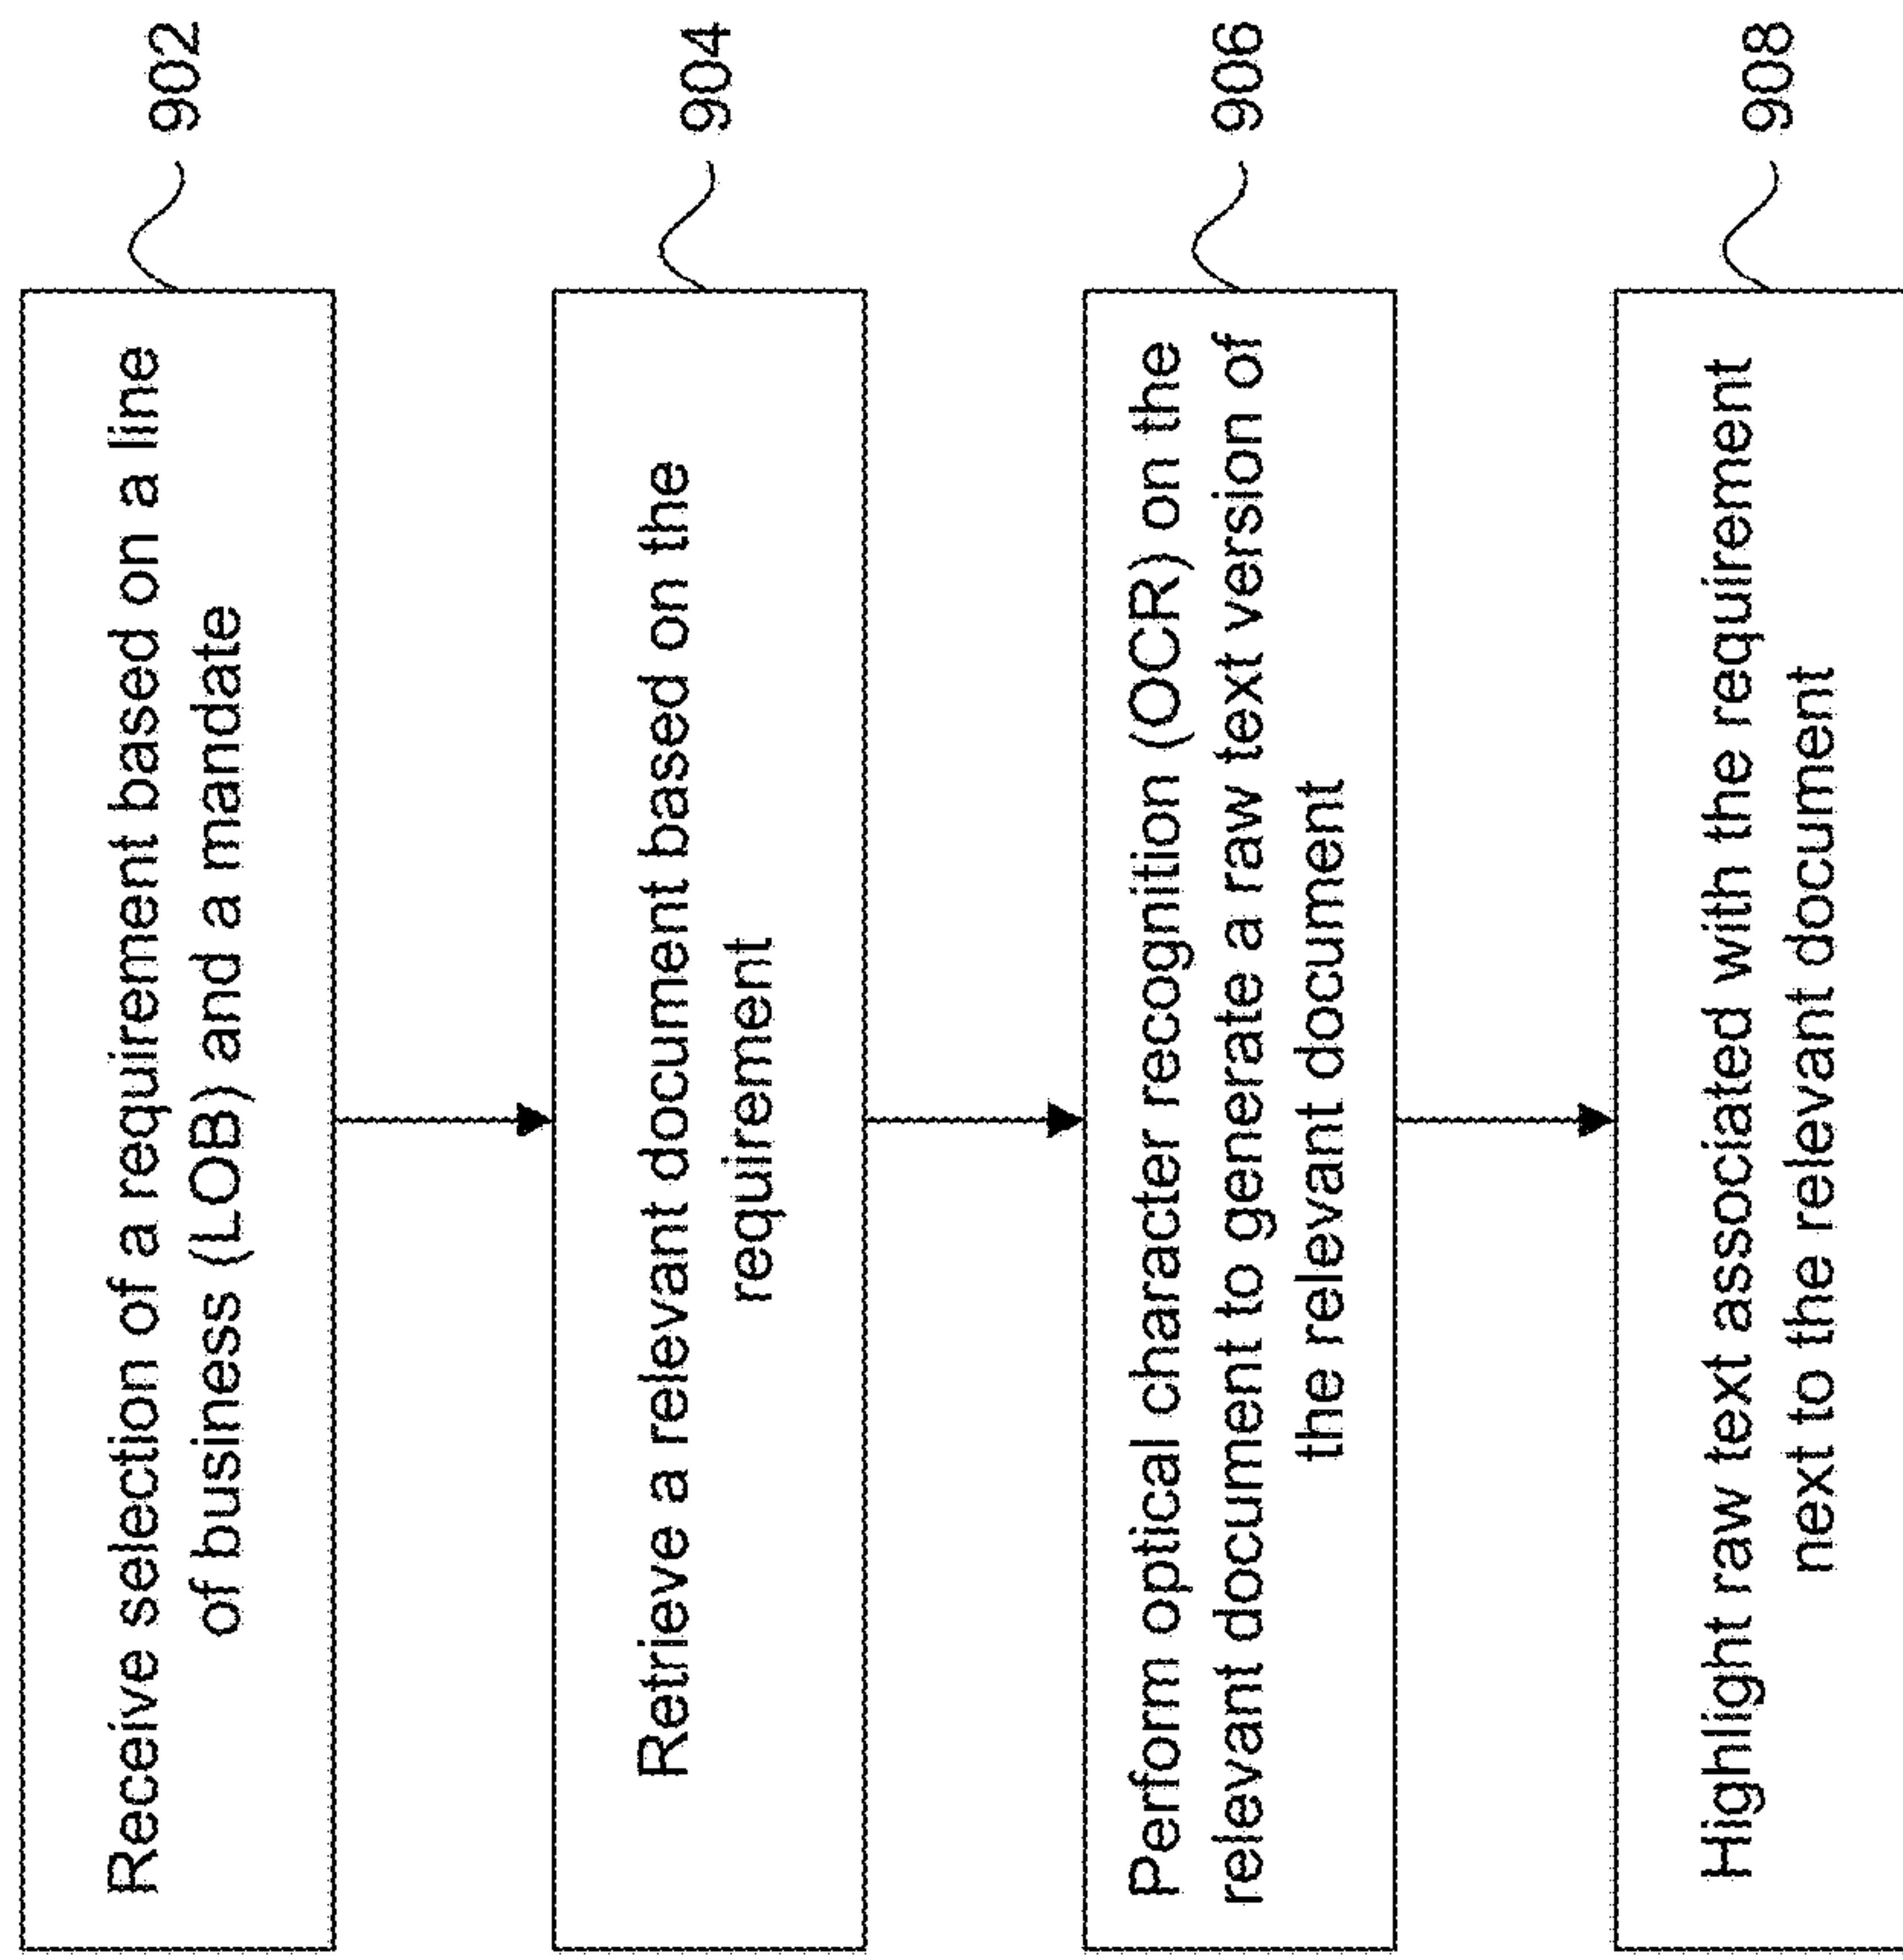 Receive selection of a requirement based on a line
of business (LOB) and a mandate
902
Retrieve a relevant document based on the
requirement
904
Perform optical character recognition (OCR) on the
relevant document to generate a raw text version of
the relevant document
906
Highlight raw text associated with the requirement
next to the relevant document
908